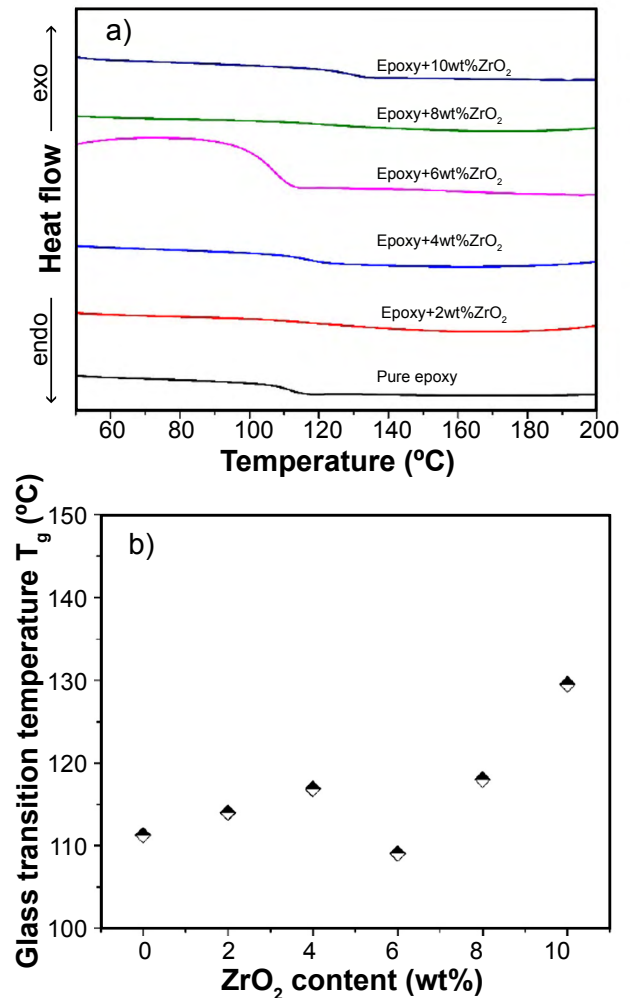 a)
exo
Heat flow
endo
Epoxy+10wt%ZrO₂
Epoxy+8wt%ZrO₂
Epoxy+6wt%ZrO₂
Epoxy+4wt%ZrO₂
Epoxy+2wt%ZrO₂
Pure epoxy
60 80 100 120 140 160 180 200
Temperature (ºC)
b)
Glass transition temperature T_g (ºC)
150
140
130
120
110
100
0 2 4 6 8 10
ZrO₂ content (wt%)